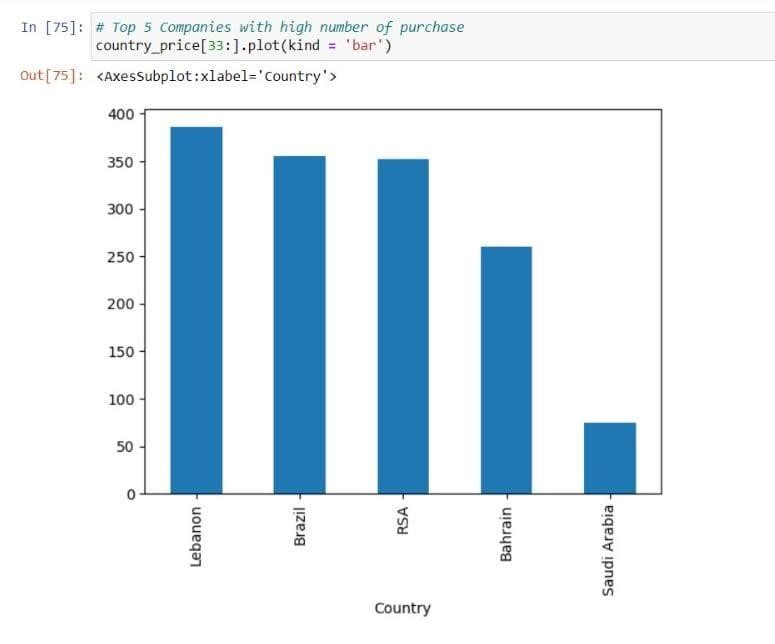 In [75]: # Top 5 Companies with high number of purchase
country_price[33:].plot(kind = 'bar')
Out[75]: <AxesSubplot:xlabel='Country'>
400
350
300
250
200
150
100
50
0
Lebanon
Brazil
RSA
Bahrain
Saudi Arabia
Country